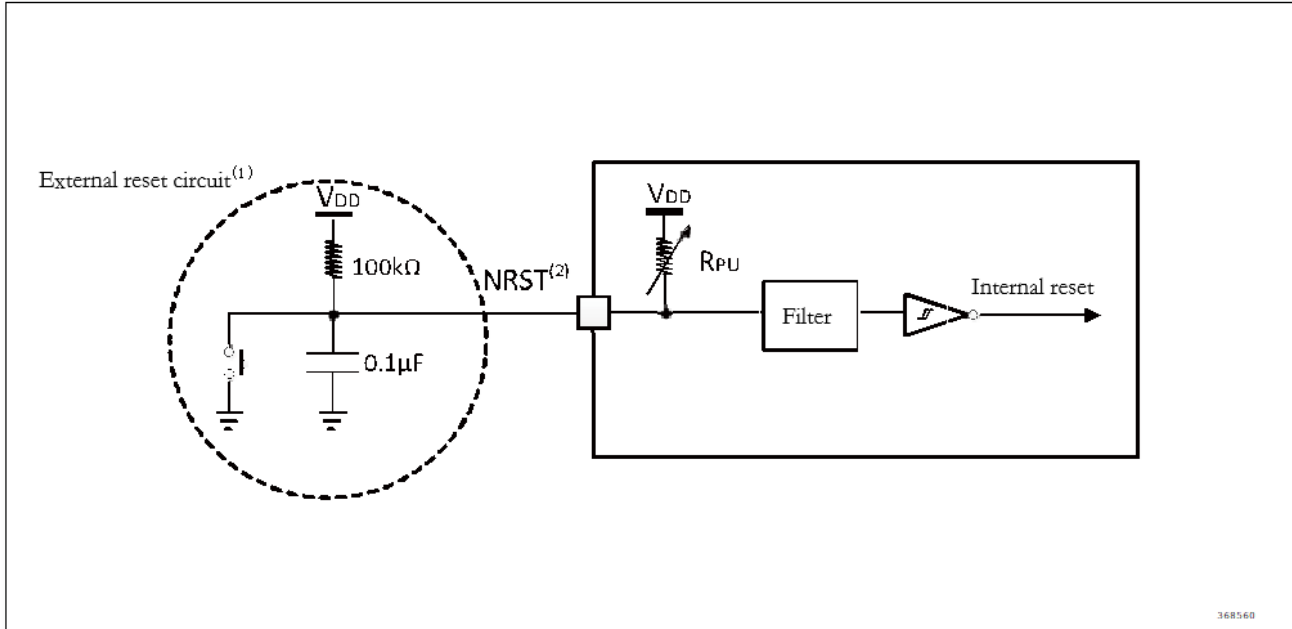 External reset circuit(1)
VDD
100kΩ
0.1μF
NRST(2)
VDD
RPU
Filter
Internal reset
368560